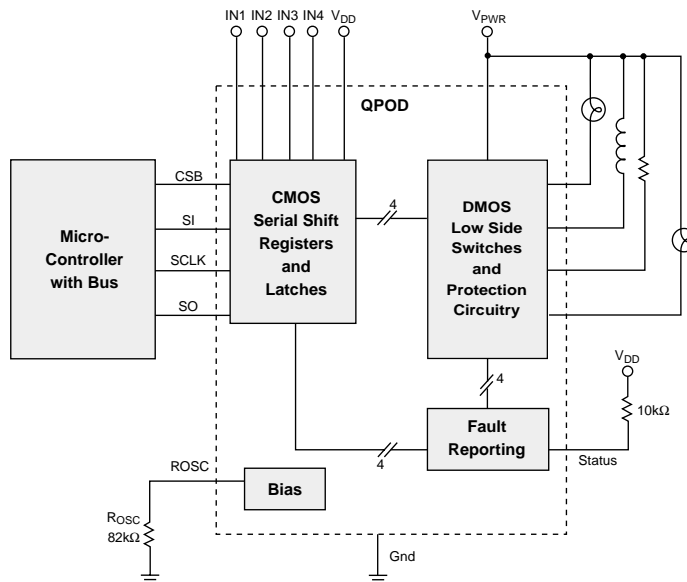 IN1 IN2 IN3 IN4 VDD
VPWR
QPOD
Micro-
Controller
with Bus
CSB
SI
SCLK
SO
CMOS
Serial Shift
Registers
and
Latches
4
DMOS
Low Side
Switches
and
Protection
Circuitry
4
VDD
10kΩ
Fault
Reporting
Status
4
ROSC
Bias
ROSC
82kΩ
Gnd